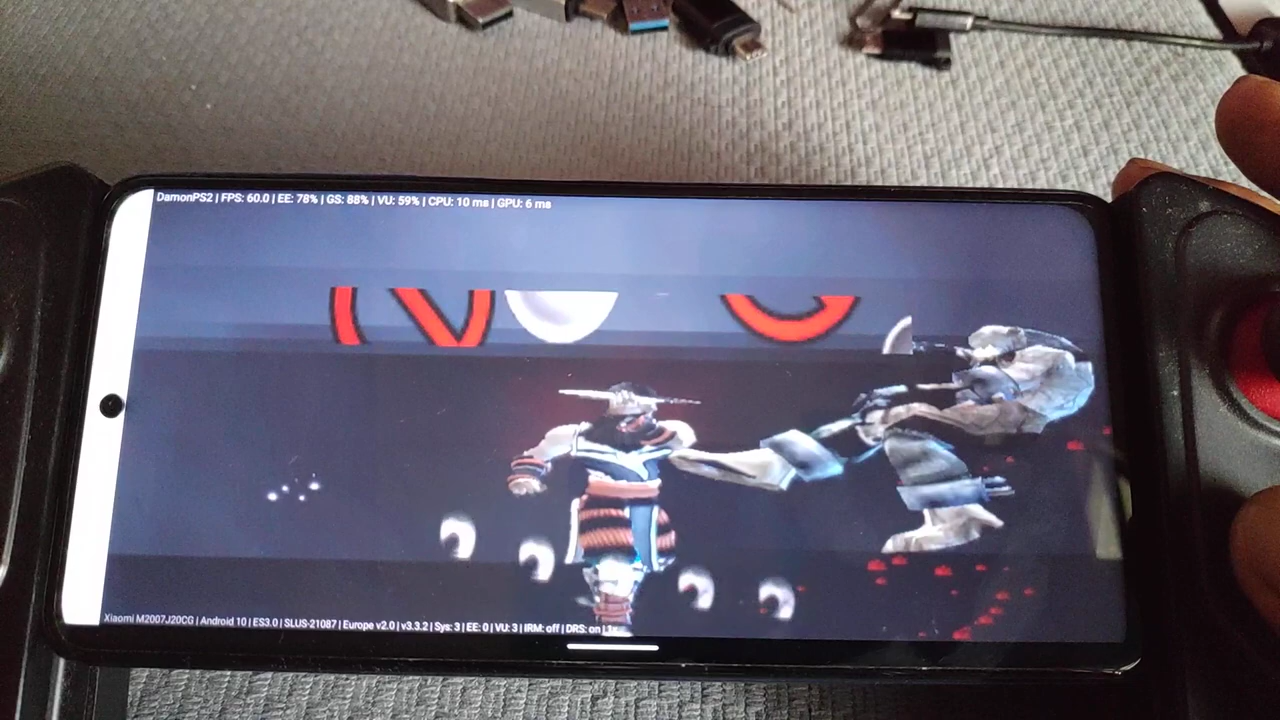 DamonPS2 | FPS: 60.0 | EE: 78% | GS: 88% | VU: 59% | CPU: 10 ms | GPU: 6 ms
Xiaomi M2007J20CG | Android 10 | ES3.0 | SLUS-21087 | Europe v2.0 | v3.3.2 | Sys: 3 | EE: 0 | VU: 3 | IRM: off | DRS: on | 1x